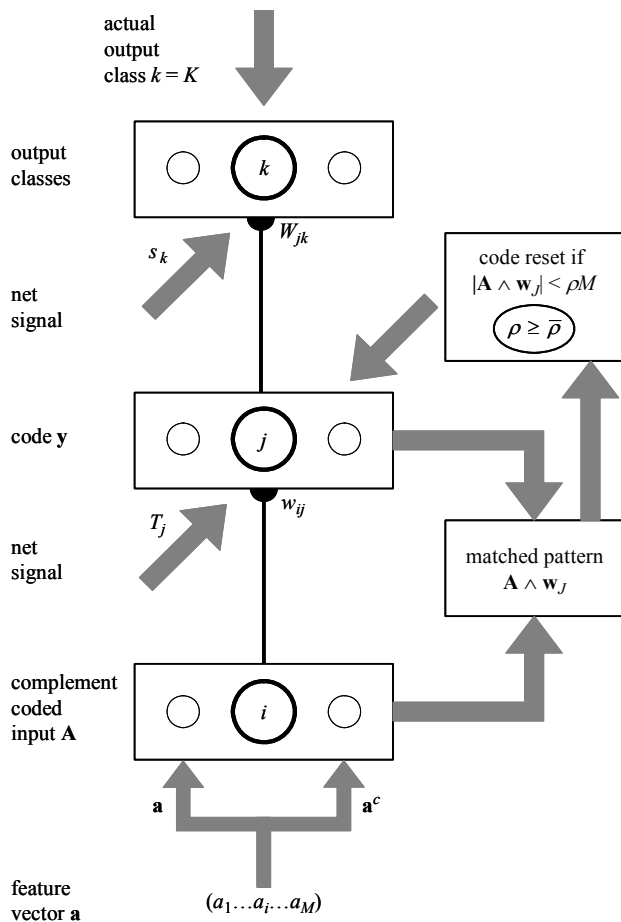 actual
output
class k = K
output
classes
k
W_jk
s_k
net
signal
code reset if
|A ∧ w_J| < ρM
ρ ≥ ρ̄
code y
j
w_ij
T_j
net
signal
matched pattern
A ∧ w_J
complement
coded
input A
i
a
a^c
feature
vector a
(a_1...a_i...a_M)